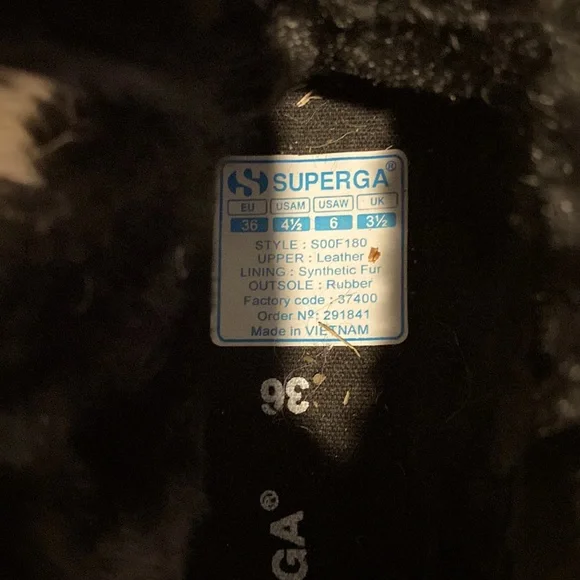 SUPERGA®
EU USAM USAW UK
36 4½ 6 3½
STYLE : S00F180
UPPER : Leather
LINING : Synthetic Fur
OUTSOLE : Rubber
Factory code : 37400
Order Nº: 291841
Made in VIETNAM
36
GA®